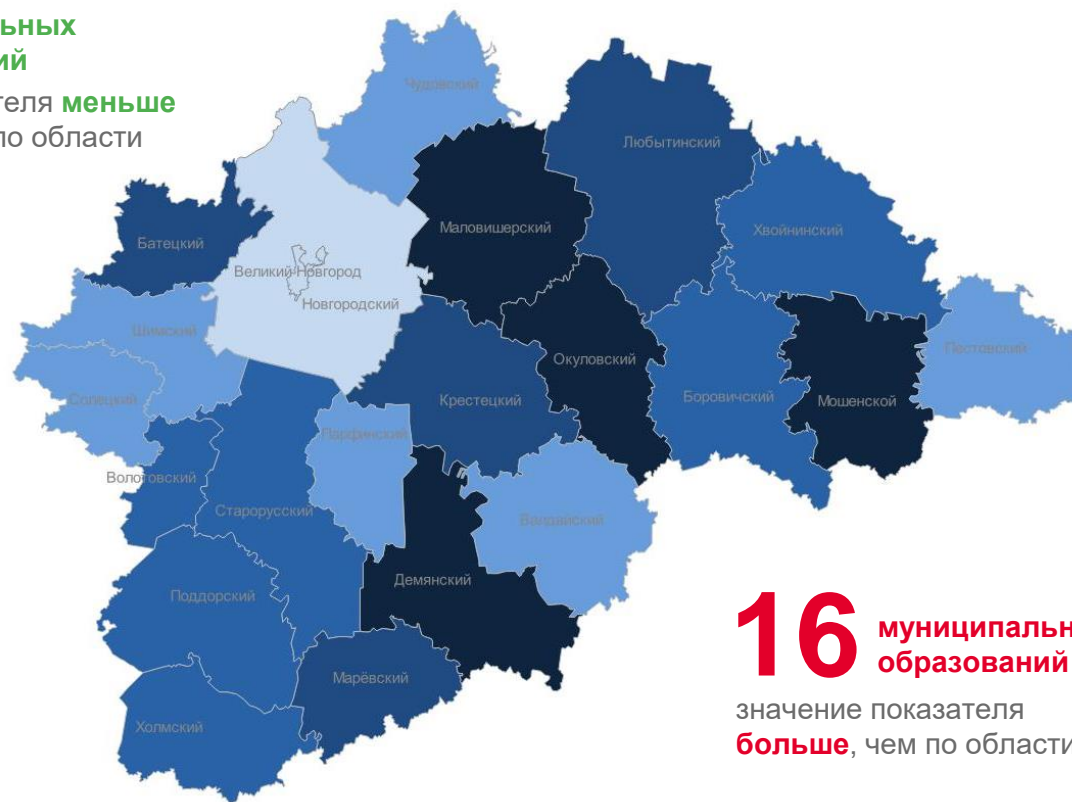 льных
ий
теля меньше
по области
Чудовский
Любытинский
Маловишерский
Хвойнинский
Батецкий
Великий Новгород
Новгородский
Шимский
Окуловский
Пестовский
Солецкий
Крестецкий
Боровичский
Мошенской
Парфинский
Волотовский
Старорусский
Валдайский
Демянский
Поддорский
Марёвский
Холмский
16 муниципальн
образований
значение показателя
больше, чем по области